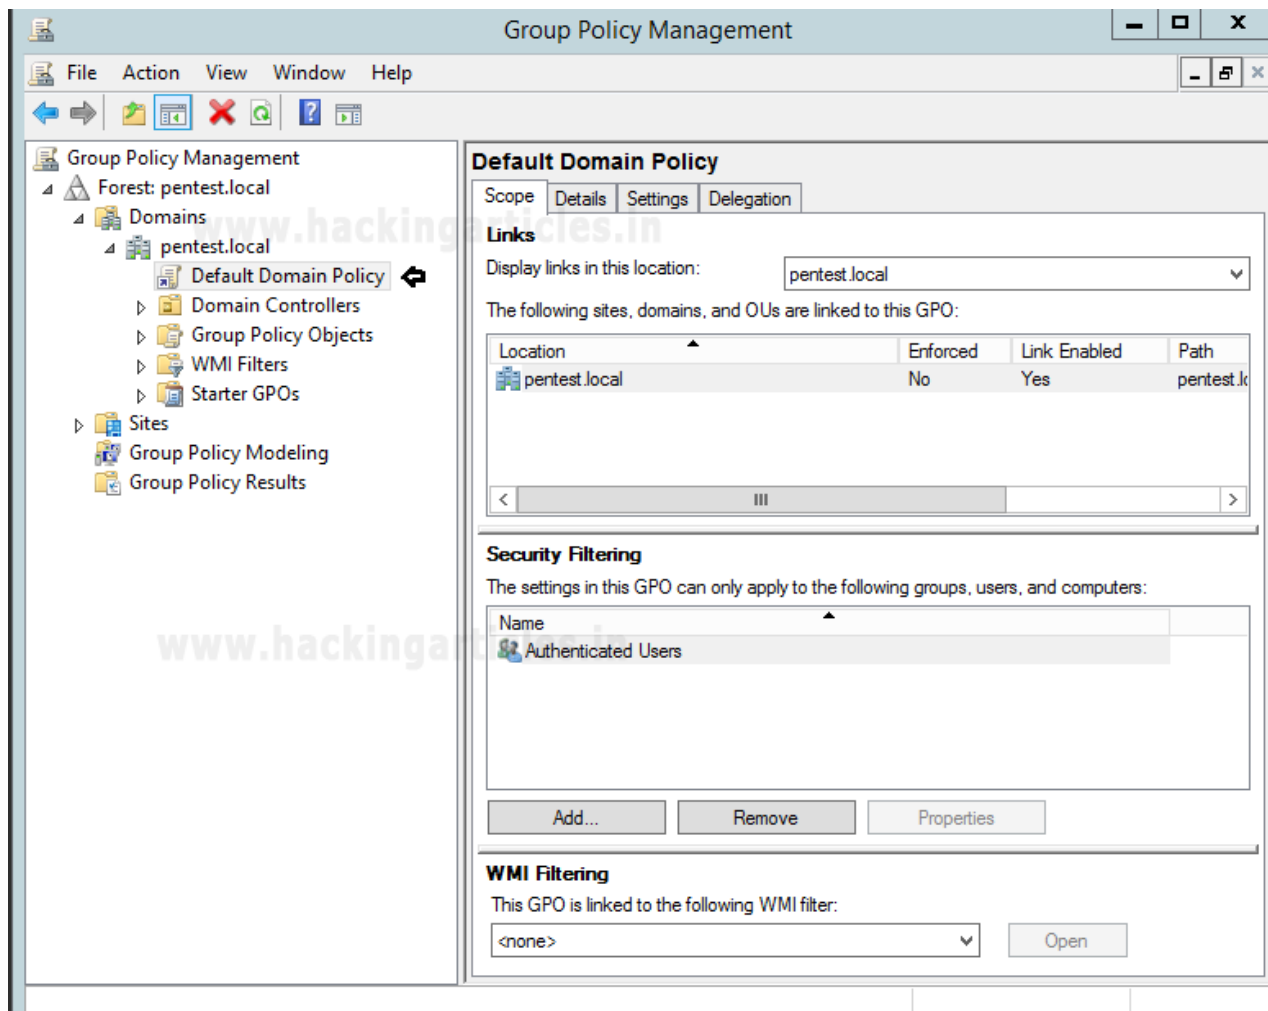 Group Policy Management
File Action View Window Help
Group Policy Management
Forest: pentest.local
Domains
pentest.local
Default Domain Policy
Domain Controllers
Group Policy Objects
WMI Filters
Starter GPOs
Sites
Group Policy Modeling
Group Policy Results
Default Domain Policy
Scope Details Settings Delegation
www.hackingarticles.in
Links
Display links in this location: pentest.local
The following sites, domains, and OUs are linked to this GPO:
Location Enforced Link Enabled Path
pentest.local No Yes pentest.lo
Security Filtering
The settings in this GPO can only apply to the following groups, users, and computers:
Name
www.hackingarticles.in
Authenticated Users
Add... Remove Properties
WMI Filtering
This GPO is linked to the following WMI filter:
<none> Open